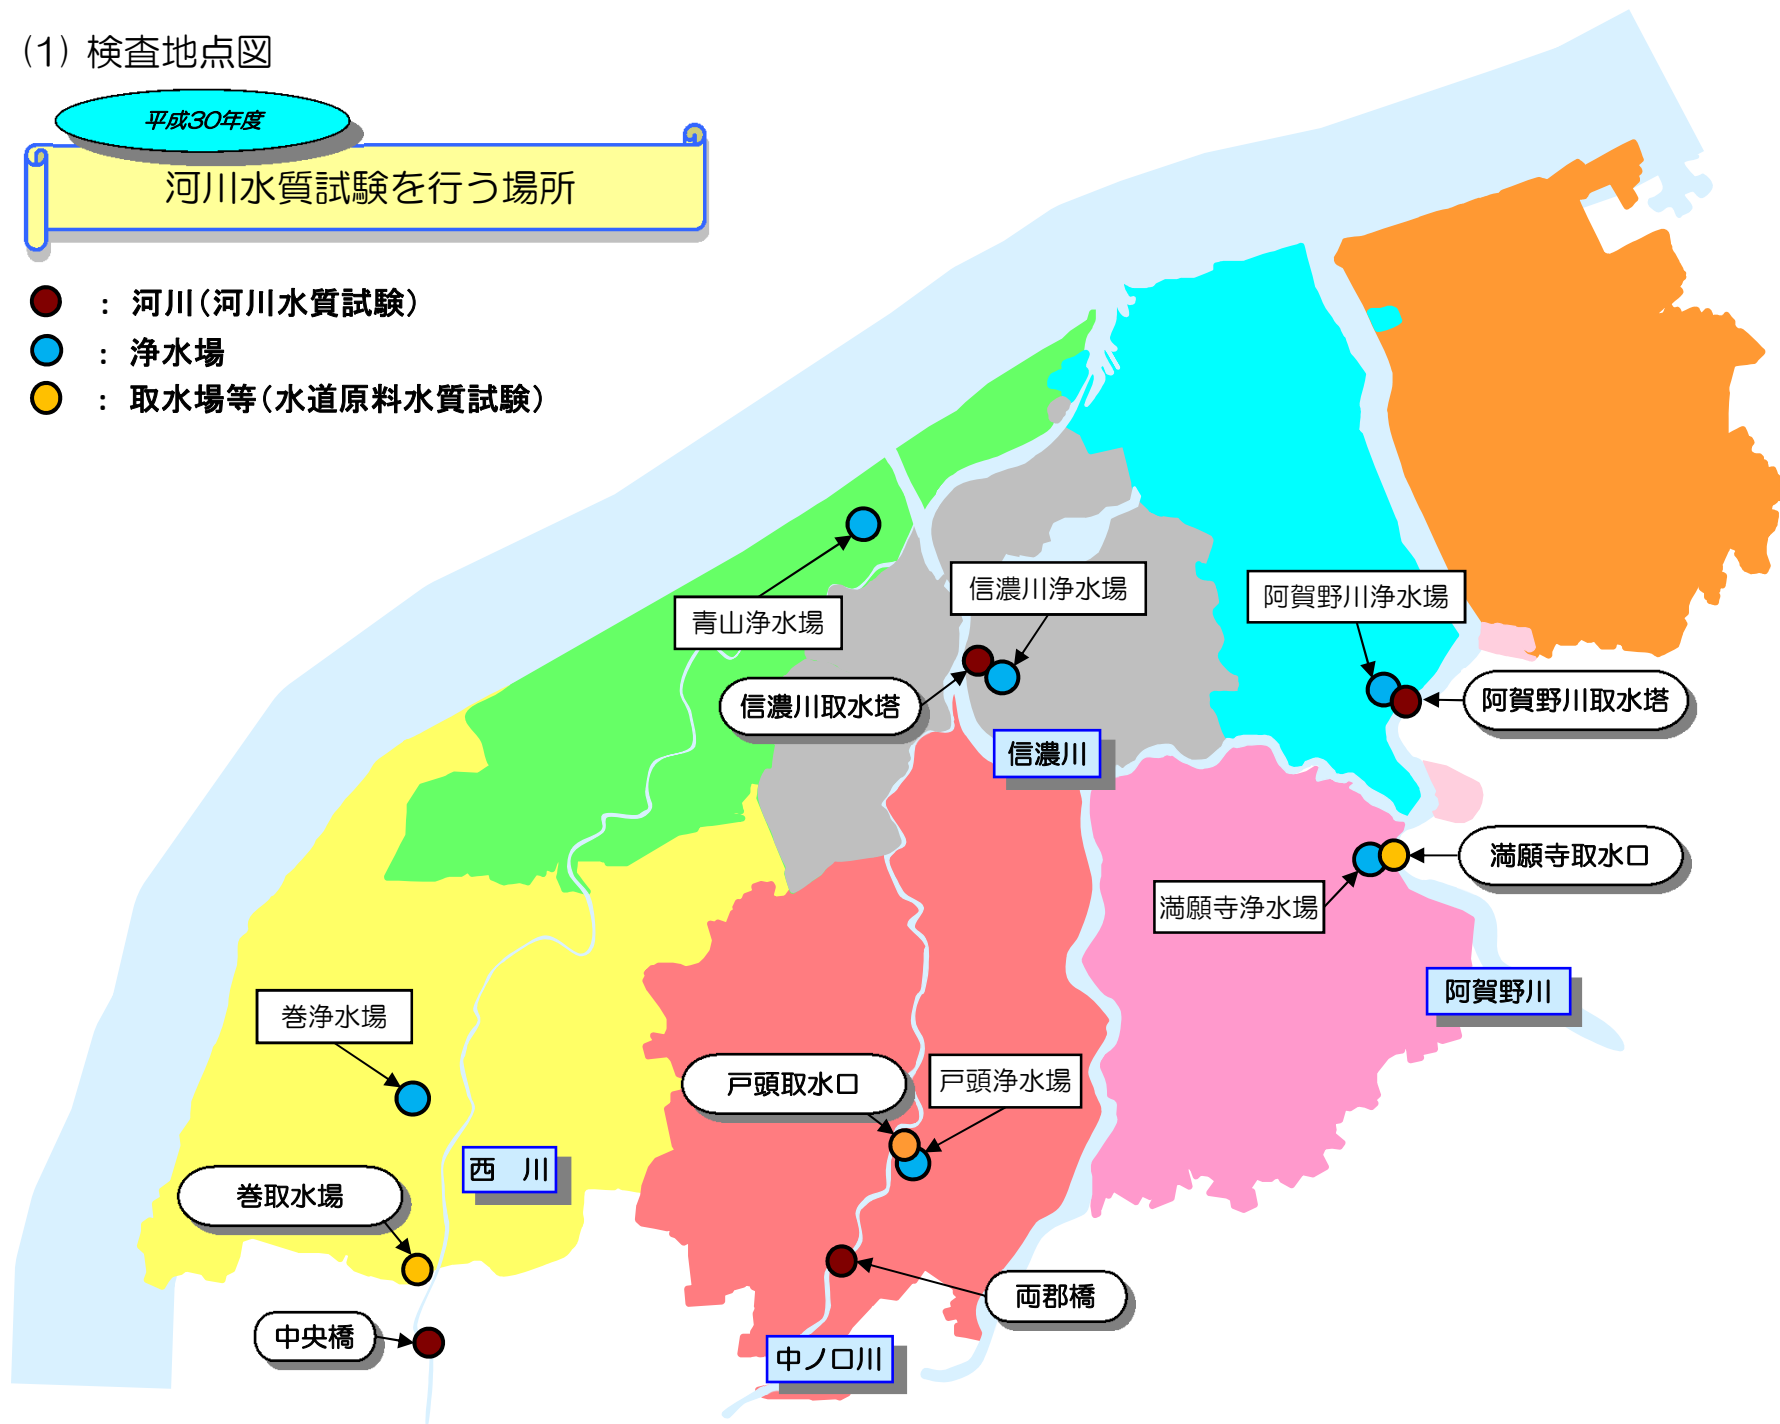 (1) 検査地点図
平成30年度
河川水質試験を行う場所
： 河川(河川水質試験)
： 浄水場
： 取水場等(水道原料水質試験)
青山浄水場
信濃川浄水場
阿賀野川浄水場
信濃川取水塔
阿賀野川取水塔
信濃川
満願寺取水口
満願寺浄水場
阿賀野川
巻浄水場
戸頭取水口
戸頭浄水場
西　川
巻取水場
両郡橋
中央橋
中ノ口川